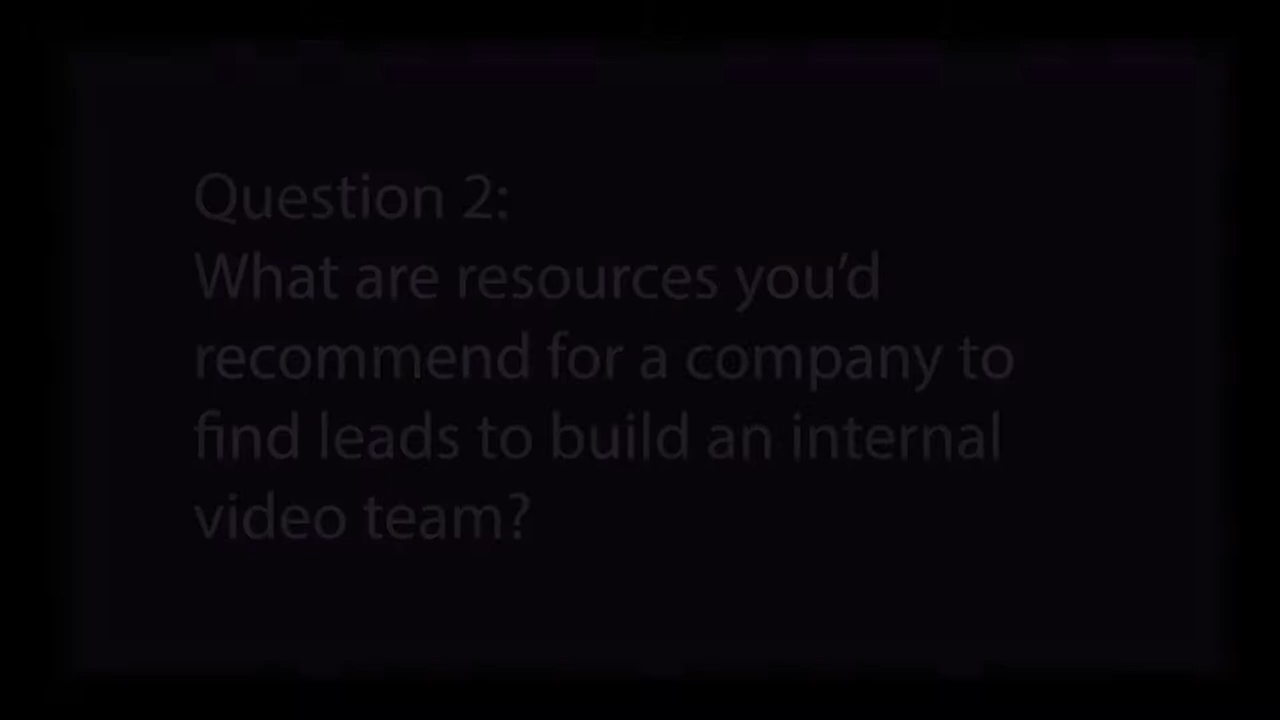 Question 2:
What are resources you’d
recommend for a company to
find leads to build an internal
video team?